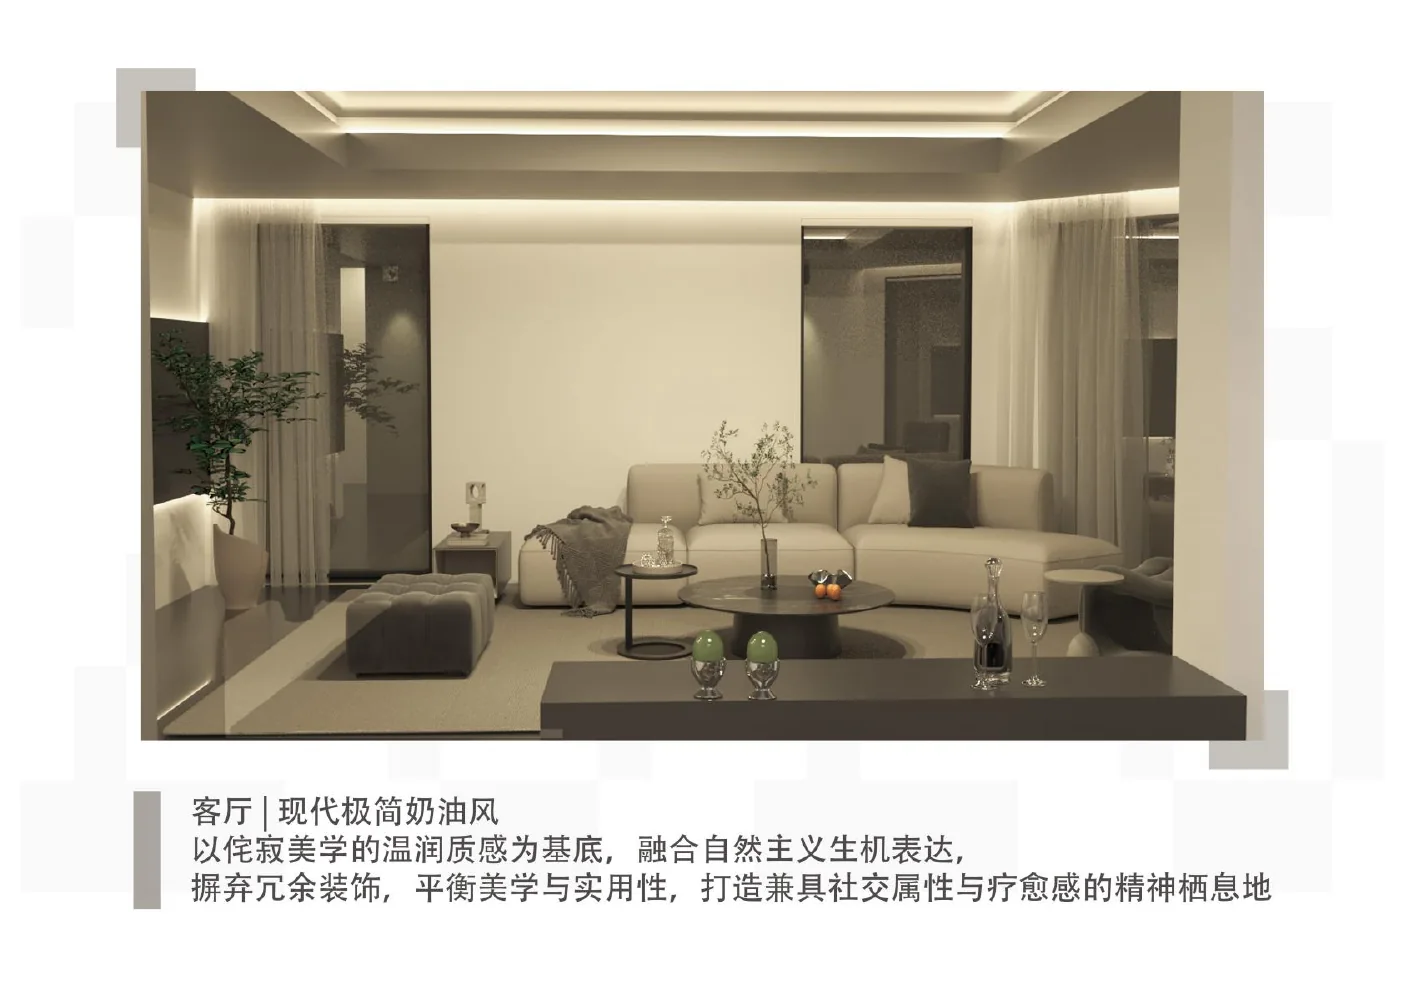 客厅|现代极简奶油风
以侘寂美学的温润质感为基底，融合自然主义生机表达，
摒弃冗余装饰，平衡美学与实用性，打造兼具社交属性与疗愈感的精神栖息地